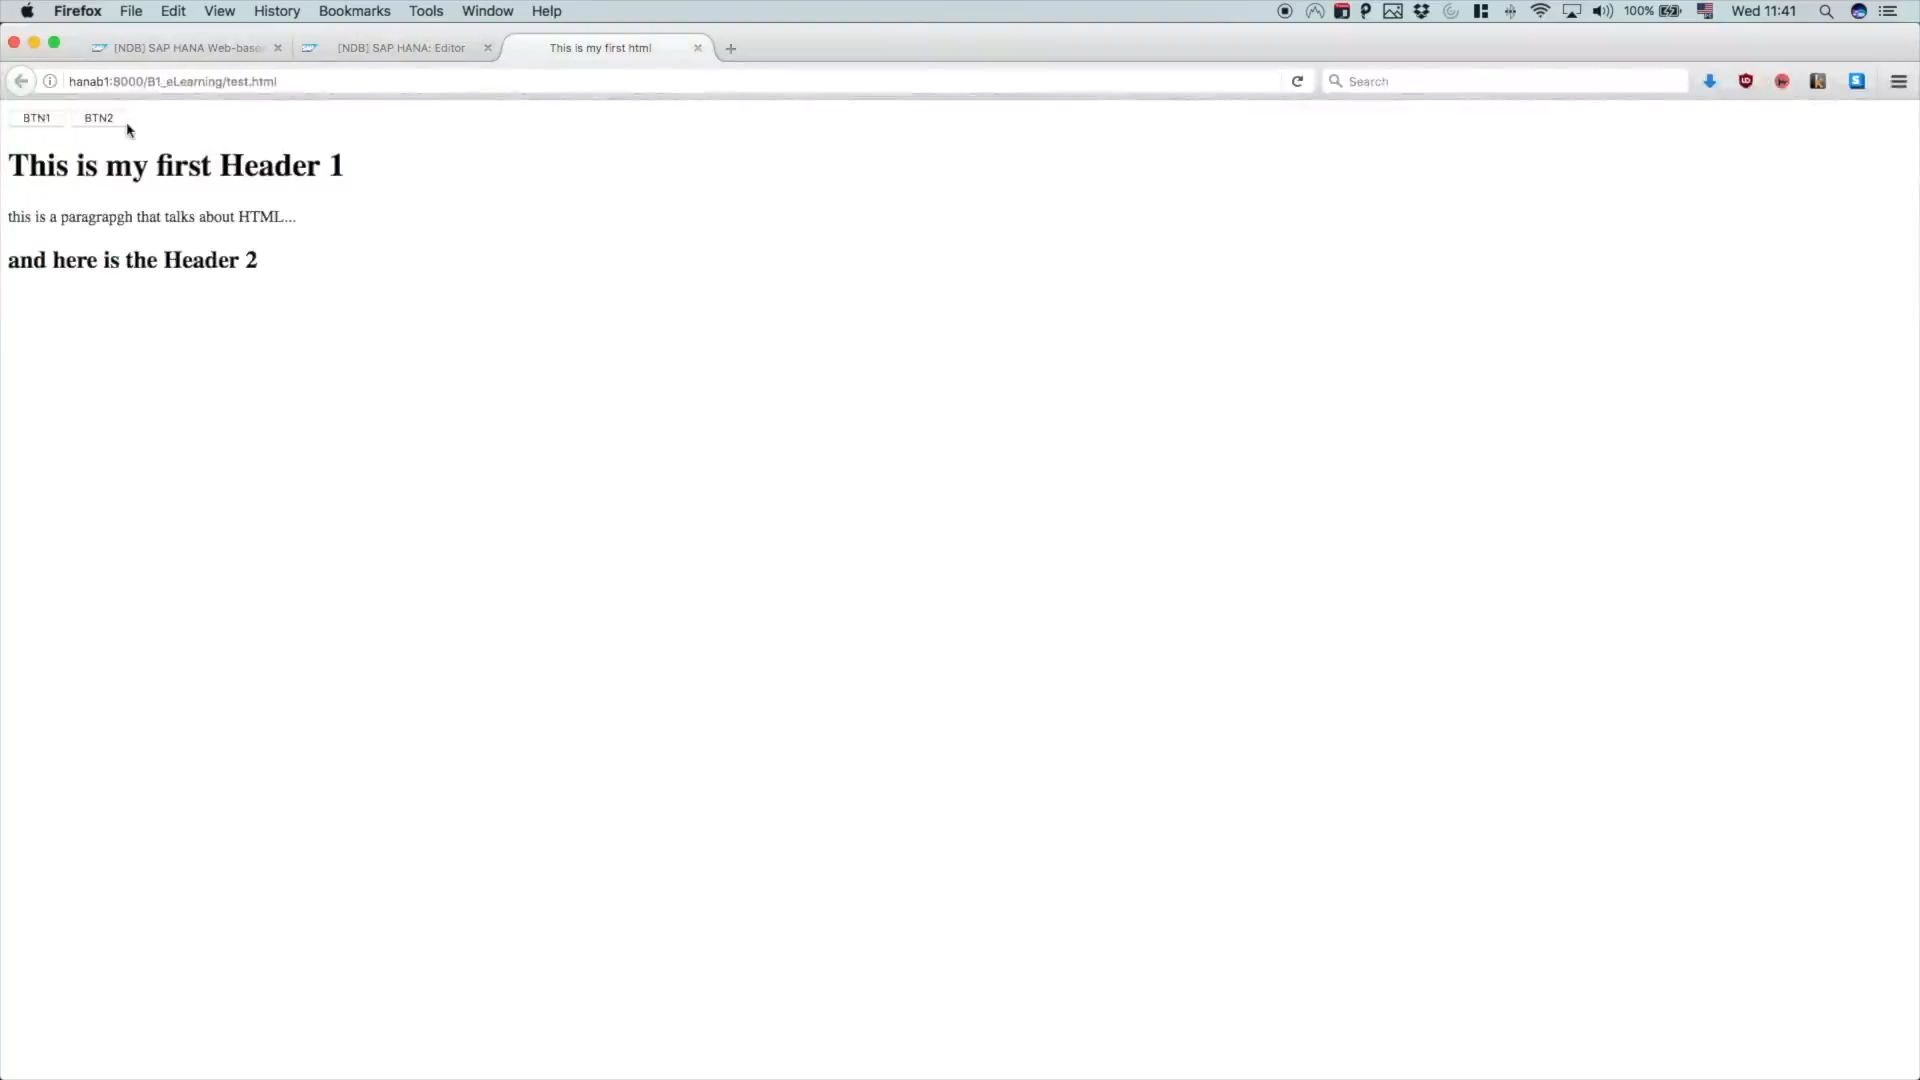 Firefox File Edit View History Bookmarks Tools Window Help 100% Wed 11:41
[NDB] SAP HANA Web-base [NDB] SAP HANA: Editor This is my first html
hanab1:8000/B1_eLearning/test.html Search
BTN1 BTN2
This is my first Header 1
this is a paragrapgh that talks about HTML...
and here is the Header 2